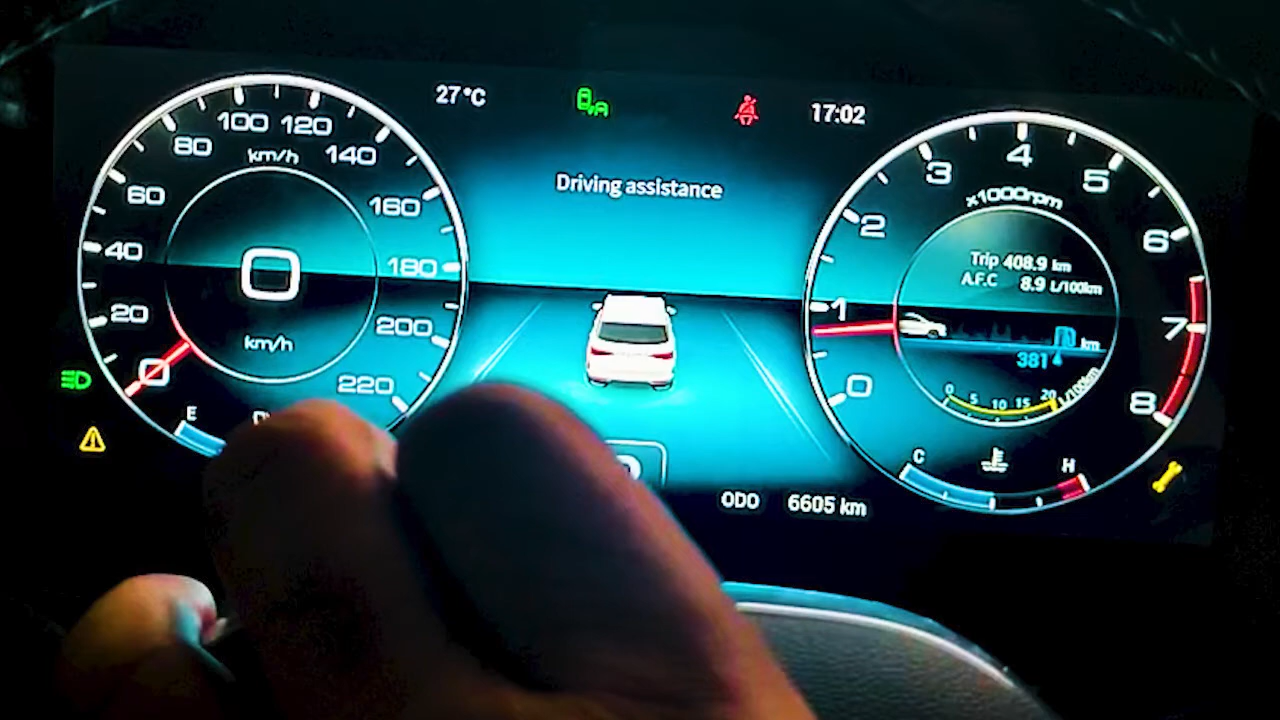 27°C
17:02
Driving assistance
0
20
40
60
80
100
120
140
160
180
200
220
km/h
0
km/h
E
0
1
2
3
4
5
6
7
8
x1000rpm
Trip 408.9 km
A.F.C 8.9 L/100km
km
381
0 5 10 15 20 L/100km
C
H
ODO 6605 km